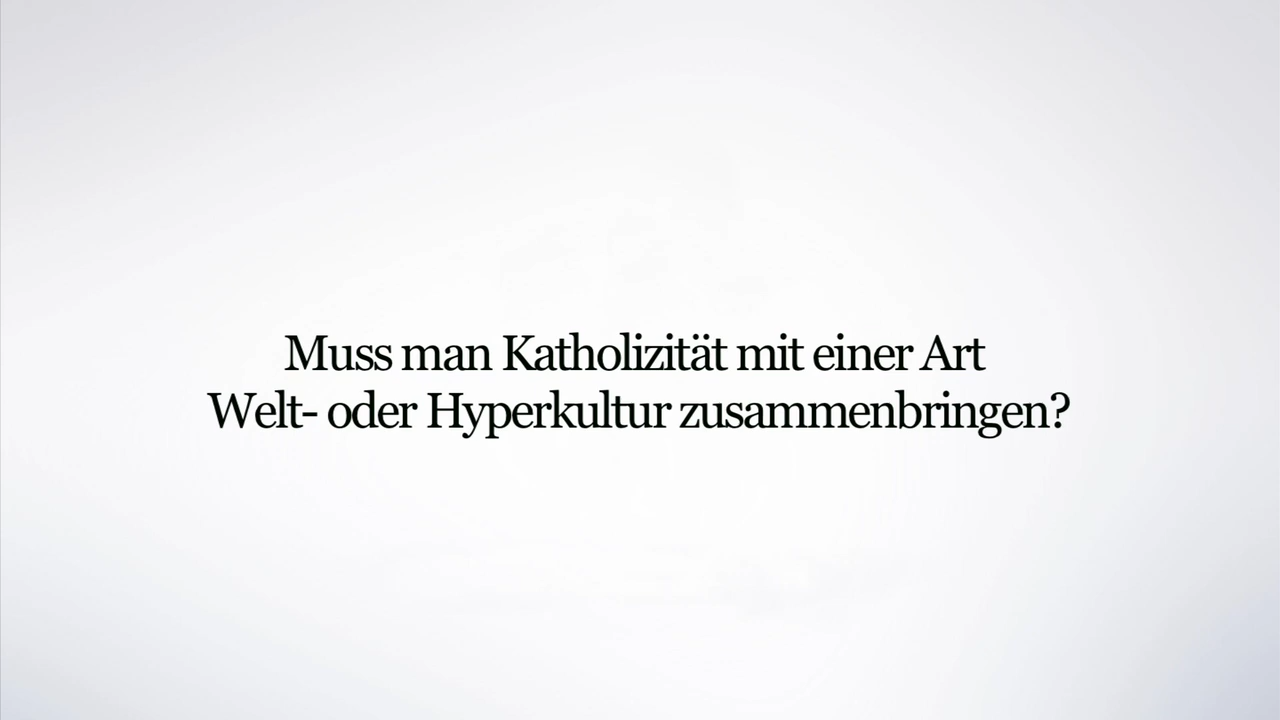 Muss man Katholizität mit einer Art
Welt- oder Hyperkultur zusammenbringen?